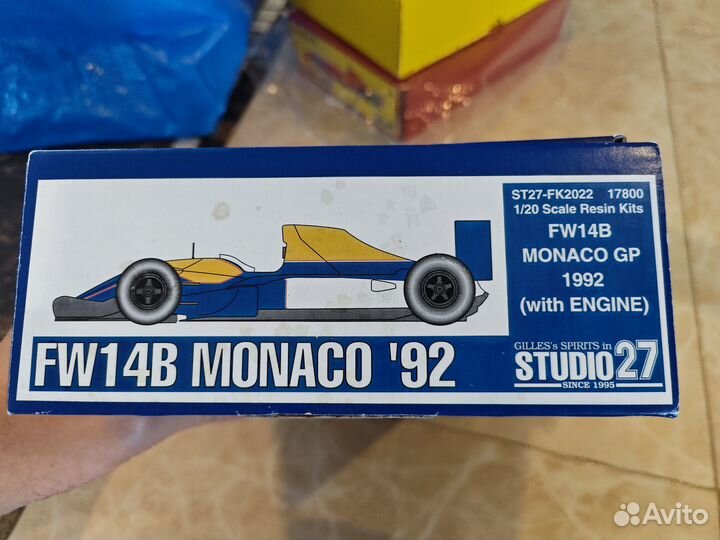 ST27-FK2022 17800
1/20 Scale Resin Kits
FW14B
MONACO GP
1992
(with ENGINE)
FW14B MONACO '92
GILLES's SPIRITS in
STUDIO27
SINCE 1995
Avito